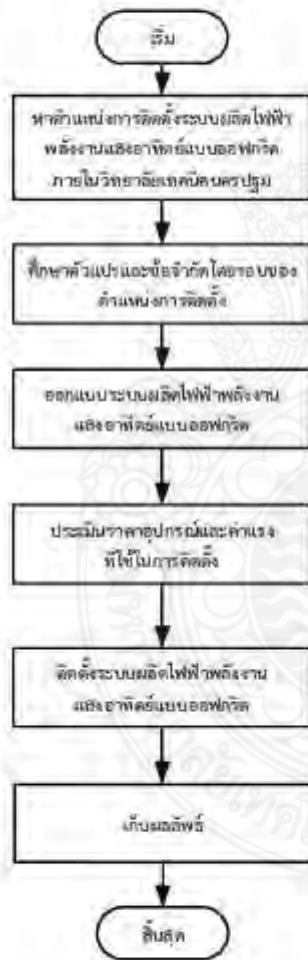 เริ่ม
หาตำแหน่งการติดตั้งระบบผลิตไฟฟ้า
พลังงานแสงอาทิตย์แบบออฟกริด
ภายในวิทยาลัยเทคนิคนครปฐม
ศึกษาตัวแปรและข้อจำกัดโดยรอบของ
ตำแหน่งการติดตั้ง
ออกแบบระบบผลิตไฟฟ้าพลังงาน
แสงอาทิตย์แบบออฟกริด
ประเมินราคาอุปกรณ์และค่าแรง
ที่ใช้ในการติดตั้ง
ติดตั้งระบบผลิตไฟฟ้าพลังงาน
แสงอาทิตย์แบบออฟกริด
เก็บผลลัพธ์
สิ้นสุด